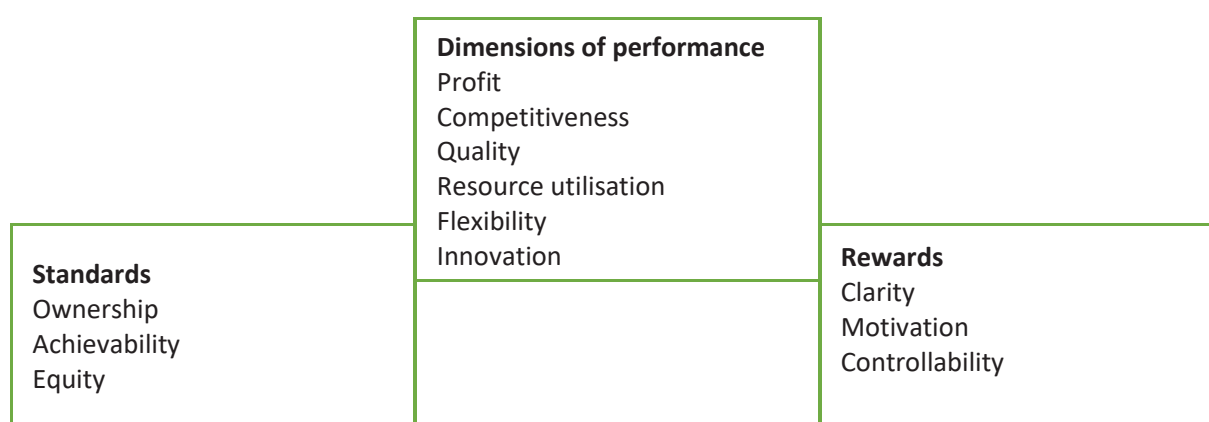 Dimensions of performance
Profit
Competitiveness
Quality
Resource utilisation
Flexibility
Innovation
Standards
Ownership
Achievability
Equity
Rewards
Clarity
Motivation
Controllability